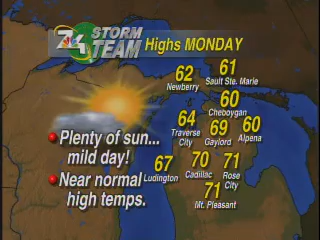 7&4 STORM TEAM Highs MONDAY
62
Newberry
61
Sault Ste. Marie
60
Cheboygan
64
Traverse City
69
Gaylord
60
Alpena
• Plenty of sun...
mild day!
• Near normal
high temps.
67
Ludington
70
Cadillac
71
Rose City
71
Mt. Pleasant